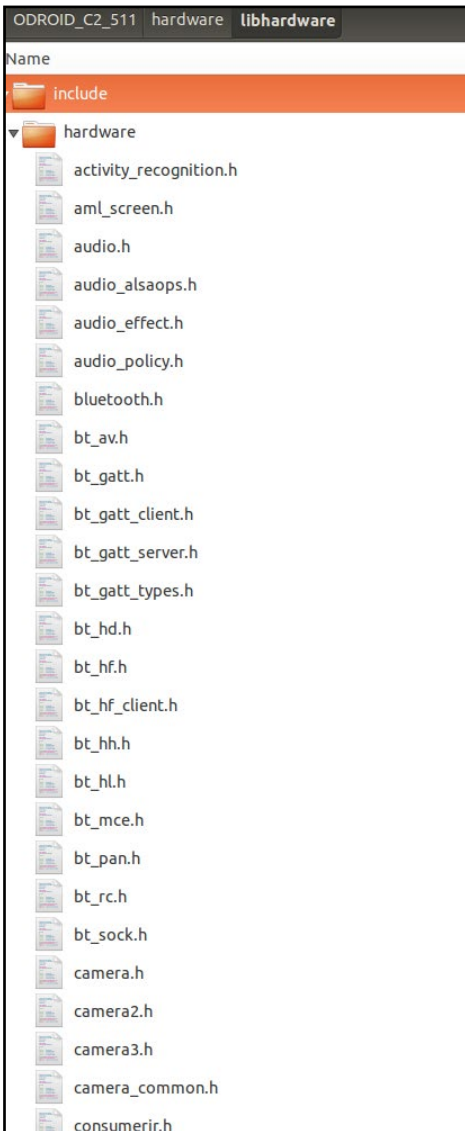 ODROID_C2_511 hardware libhardware
Name
include
hardware
activity_recognition.h
aml_screen.h
audio.h
audio_alsaops.h
audio_effect.h
audio_policy.h
bluetooth.h
bt_av.h
bt_gatt.h
bt_gatt_client.h
bt_gatt_server.h
bt_gatt_types.h
bt_hd.h
bt_hf.h
bt_hf_client.h
bt_hh.h
bt_hl.h
bt_mce.h
bt_pan.h
bt_rc.h
bt_sock.h
camera.h
camera2.h
camera3.h
camera_common.h
consumerir.h